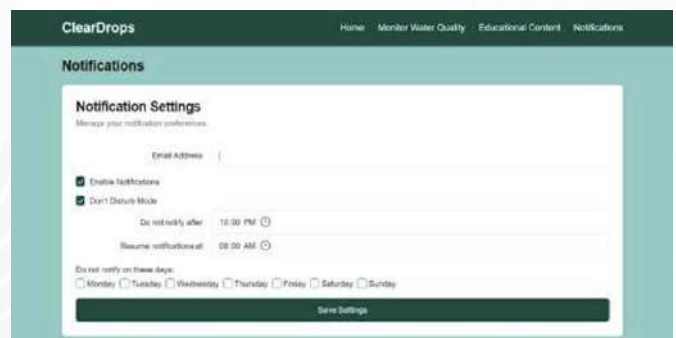 ClearDrops Home Monitor Water Quality Educational Content Notifications
Notifications
Notification Settings
Manage your notification preferences.
Email Address
Enable Notifications
Don't Disturb Mode
Do not notify after 10:00 PM
Resume notifications at 08:00 AM
Do not notify on these days:
Monday Tuesday Wednesday Thursday Friday Saturday Sunday
Save Settings